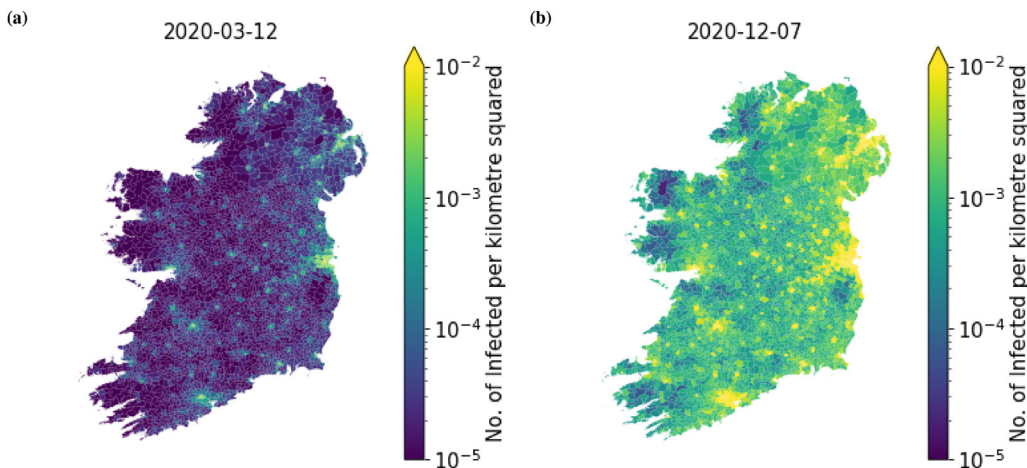 (a)
2020-03-12
10⁻²
10⁻³
10⁻⁴
10⁻⁵
No. of Infected per kilometre squared
(b)
2020-12-07
10⁻²
10⁻³
10⁻⁴
10⁻⁵
No. of Infected per kilometre squared